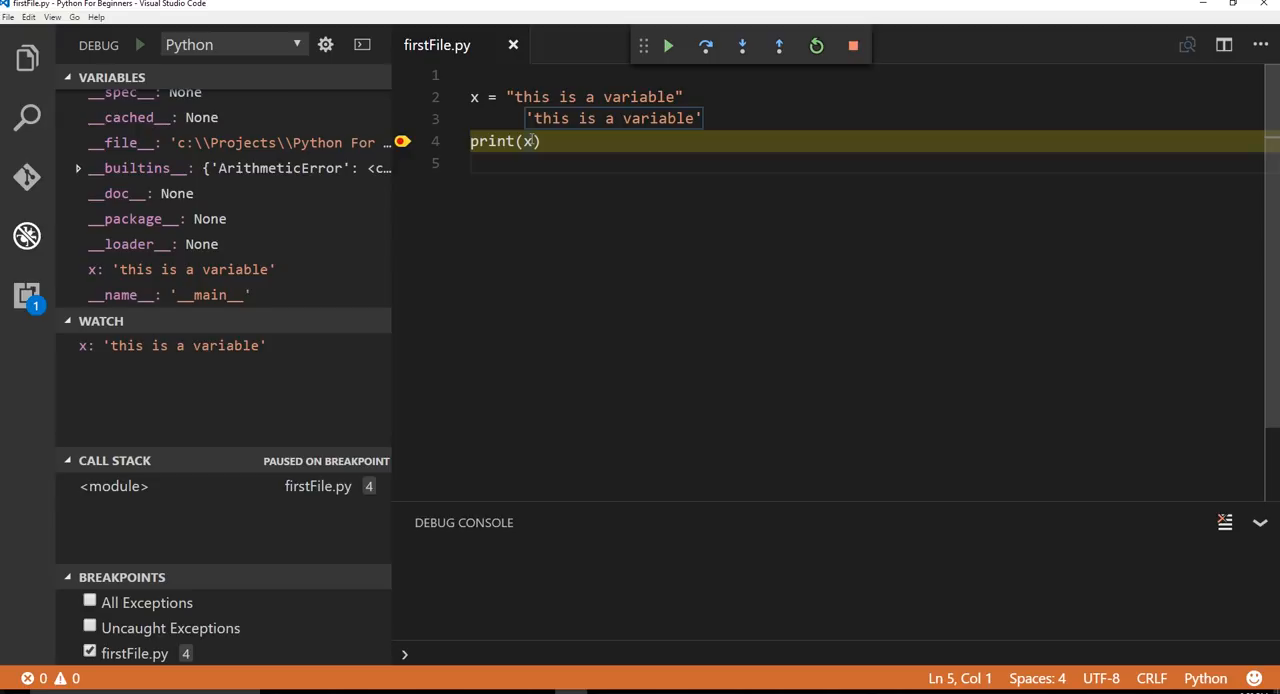 firstFile.py - Python For Beginners - Visual Studio Code
File Edit View Go Help
DEBUG Python
VARIABLES
__spec__: None
__cached__: None
__file__: 'c:\\Projects\\Python For …
__builtins__: {'ArithmeticError': <c…
__doc__: None
__package__: None
__loader__: None
x: 'this is a variable'
__name__: '__main__'
WATCH
x: 'this is a variable'
CALL STACK PAUSED ON BREAKPOINT
<module> firstFile.py 4
BREAKPOINTS
All Exceptions
Uncaught Exceptions
firstFile.py 4
1
firstFile.py
1
2 x = "this is a variable"
3 'this is a variable'
4 print(x)
5
DEBUG CONSOLE
0 0 Ln 5, Col 1 Spaces: 4 UTF-8 CRLF Python